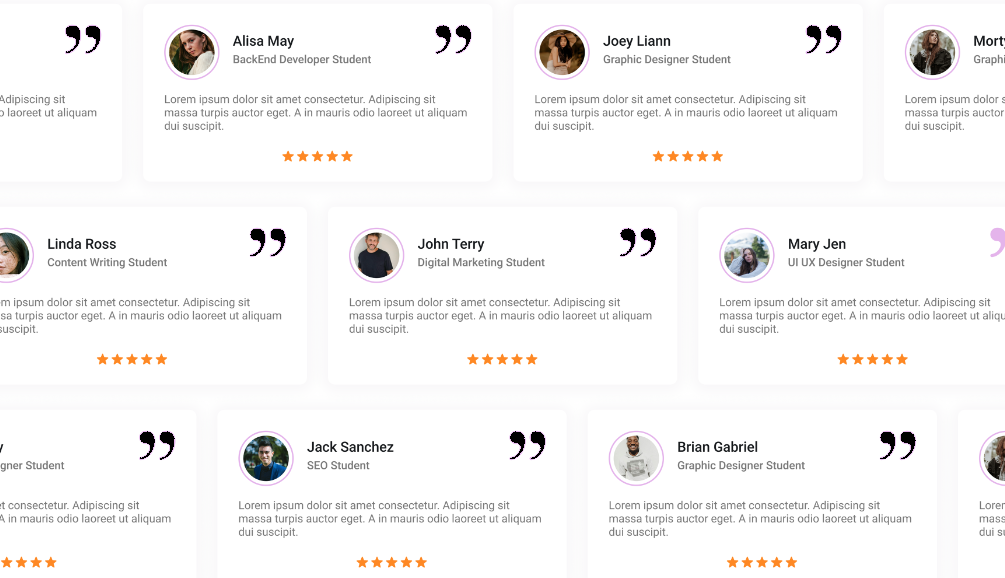 Adipiscing sit
laoreet ut aliquam
Alisa May
BackEnd Developer Student
Lorem ipsum dolor sit amet consectetur. Adipiscing sit
massa turpis auctor eget. A in mauris odio laoreet ut aliquam
dui suscipit.
Joey Liann
Graphic Designer Student
Lorem ipsum dolor sit amet consectetur. Adipiscing sit
massa turpis auctor eget. A in mauris odio laoreet ut aliquam
dui suscipit.
Lorem ipsum dolor
massa turpis
dui suscipit.
Linda Ross
Content Writing Student
ipsum dolor sit amet consectetur. Adipiscing sit
turpis auctor eget. A in mauris odio laoreet ut aliquam
suscipit.
John Terry
Digital Marketing Student
Lorem ipsum dolor sit amet consectetur. Adipiscing sit
massa turpis auctor eget. A in mauris odio laoreet ut aliquam
dui suscipit.
Mary Jen
UI UX Designer Student
Lorem ipsum dolor sit amet consectetur. Adipiscing sit
massa turpis auctor eget. A in mauris odio laoreet ut
dui suscipit.
Student
consectetur. Adipiscing sit
A in mauris odio laoreet ut aliquam
Jack Sanchez
SEO Student
Lorem ipsum dolor sit amet consectetur. Adipiscing sit
massa turpis auctor eget. A in mauris odio laoreet ut aliquam
dui suscipit.
Brian Gabriel
Graphic Designer Student
Lorem ipsum dolor sit amet consectetur. Adipiscing sit
massa turpis auctor eget. A in mauris odio laoreet ut aliquam
dui suscipit.